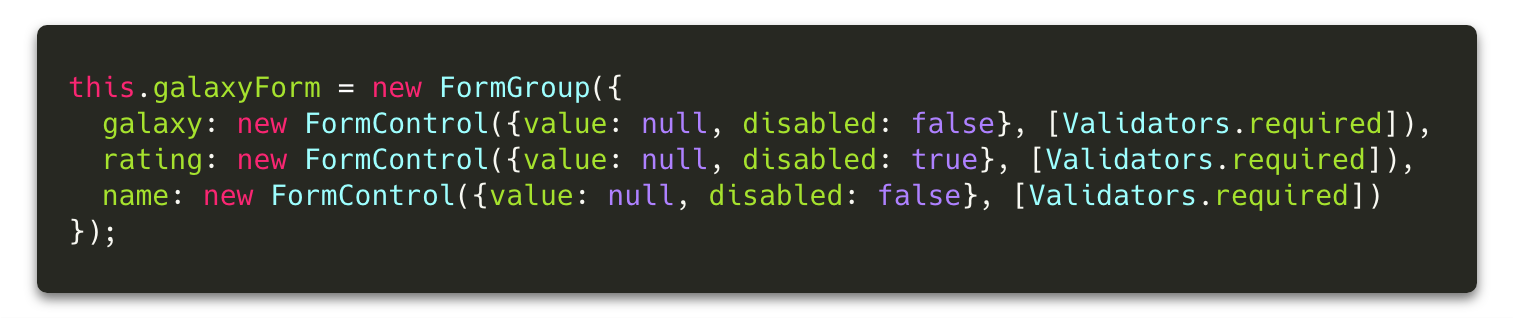 this.galaxyForm = new FormGroup({
  galaxy: new FormControl({value: null, disabled: false}, [Validators.required]),
  rating: new FormControl({value: null, disabled: true}, [Validators.required]),
  name: new FormControl({value: null, disabled: false}, [Validators.required])
});